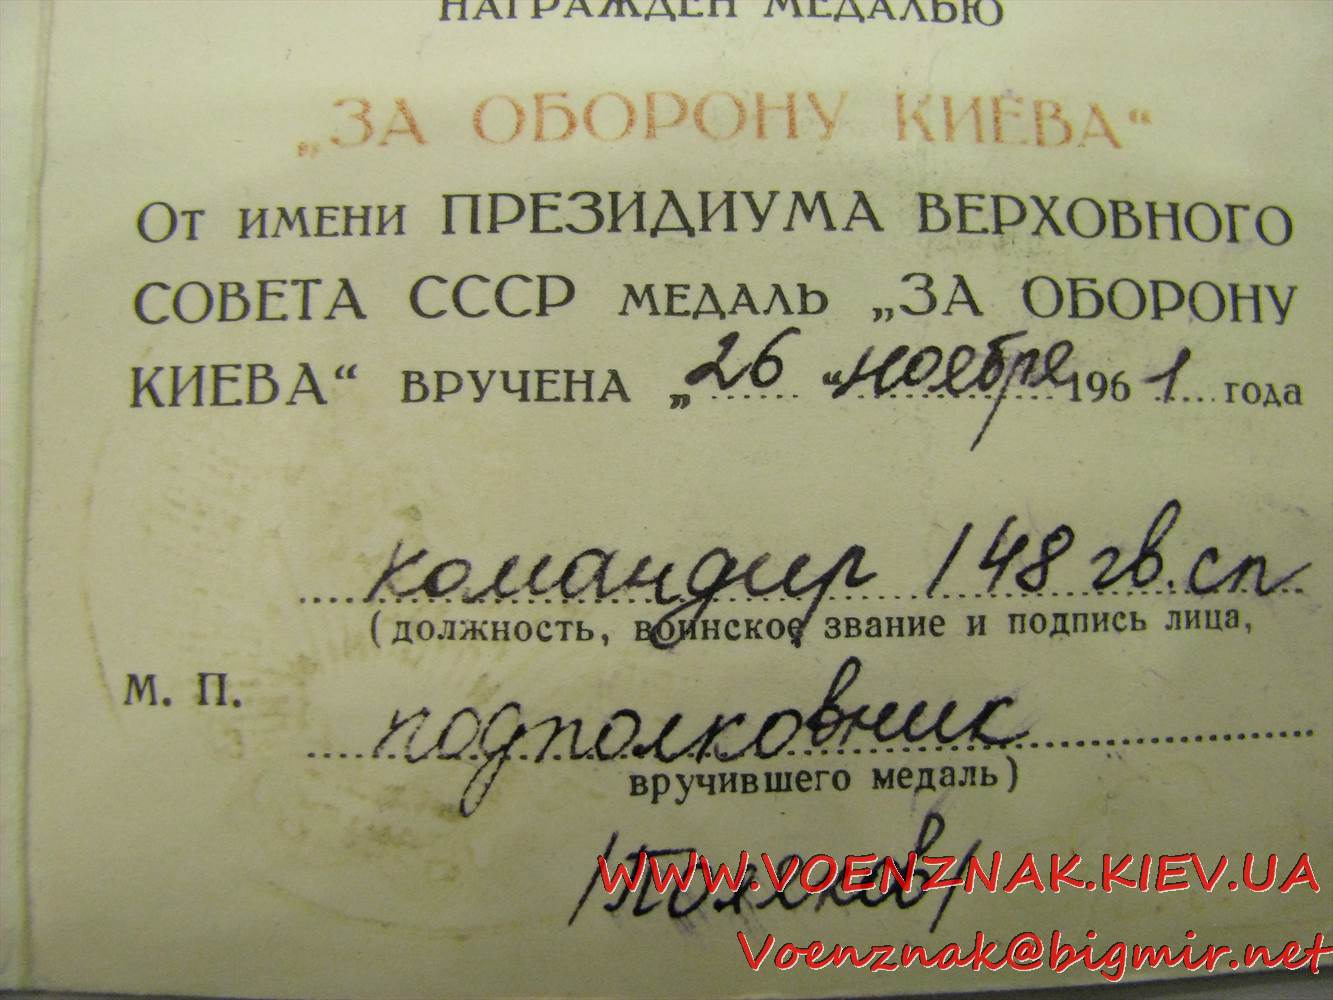 НАГРАЖДЕН МЕДАЛЬЮ
„ЗА ОБОРОНУ КИЕВА“
От имени ПРЕЗИДИУМА ВЕРХОВНОГО
СОВЕТА СССР медаль „ЗА ОБОРОНУ
КИЕВА“ вручена „26“ ноября 1961 года
командир 148 гв. сп
(должность, воинское звание и подпись лица,
М. П.
подполковник
вручившего медаль)
/Поясков/
WWW.VOENZNAK.KIEV.UA
Voenznak@bigmir.net